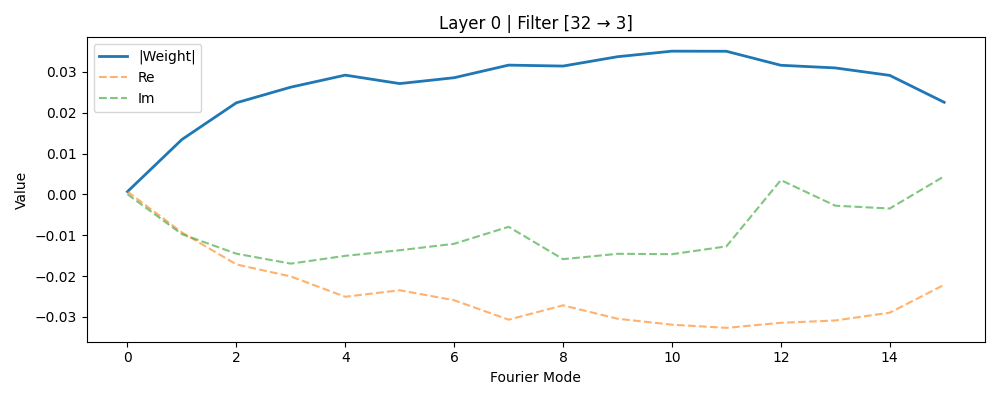 Layer 0 | Filter [32 → 3]
|Weight|
Re
Im
0.03
0.02
0.01
0.00
−0.01
−0.02
−0.03
Value
0 2 4 6 8 10 12 14
Fourier Mode